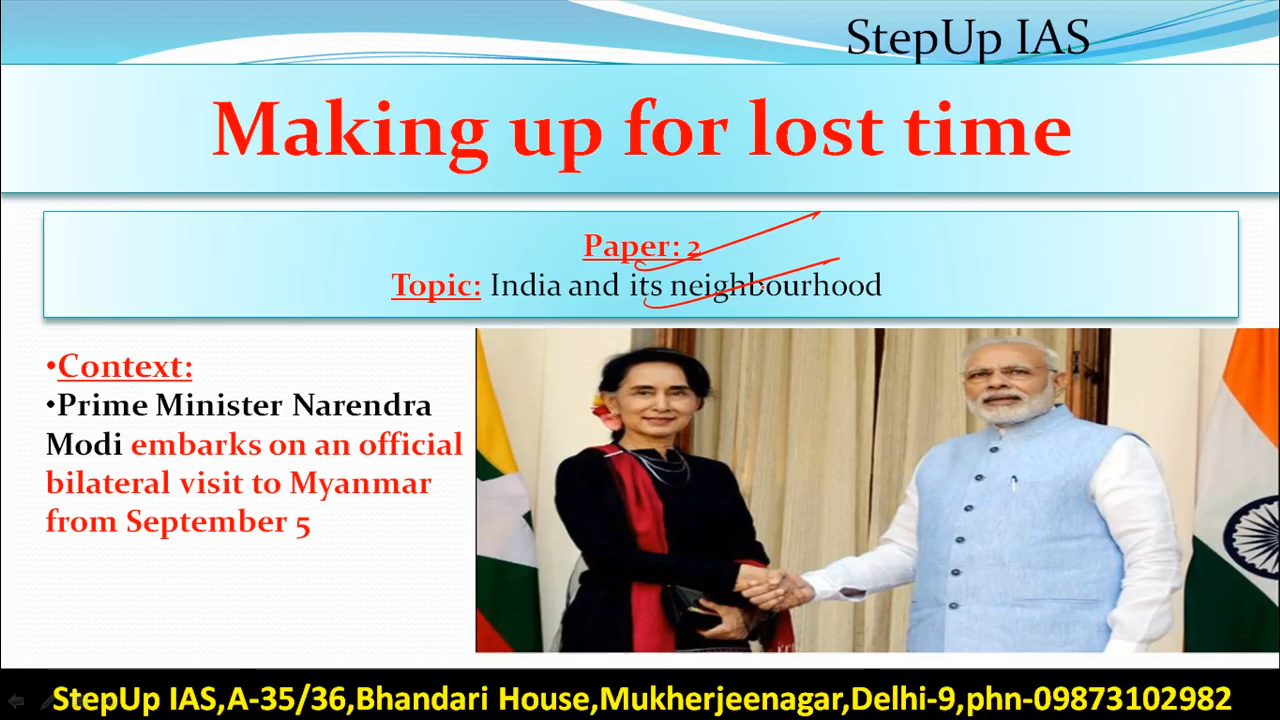 StepUp IAS
Making up for lost time
Paper: 2
Topic: India and its neighbourhood
•Context:
•Prime Minister Narendra
Modi embarks on an official
bilateral visit to Myanmar
from September 5
StepUp IAS,A-35/36,Bhandari House,Mukherjeenagar,Delhi-9,phn-09873102982